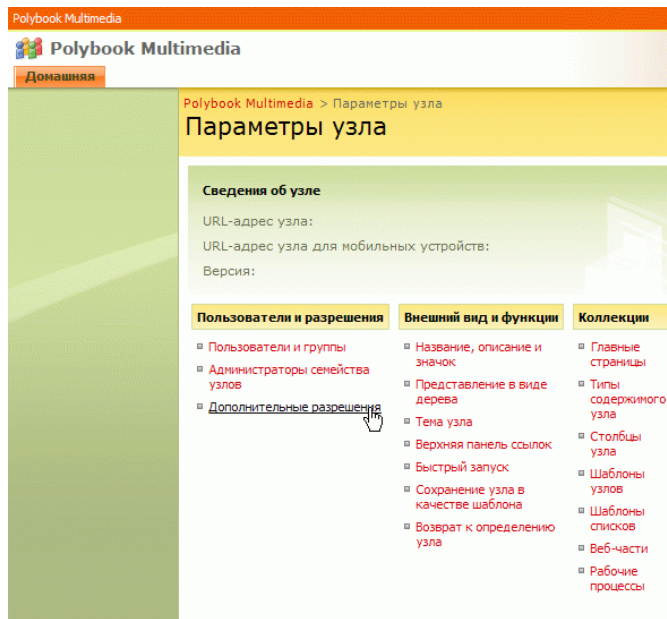 Polybook Multimedia
Polybook Multimedia
Домашняя
Polybook Multimedia > Параметры узла
Параметры узла
Сведения об узле
URL-адрес узла:
URL-адрес узла для мобильных устройств:
Версия:
Пользователи и разрешения
Пользователи и группы
Администраторы семейства
узлов
Дополнительные разрешения
Внешний вид и функции
Название, описание и
значок
Представление в виде
дерева
Тема узла
Верхняя панель ссылок
Быстрый запуск
Сохранение узла в
качестве шаблона
Возврат к определению
узла
Коллекции
Главные
страницы
Типы
содержимого
узла
Столбцы
узла
Шаблоны
узлов
Шаблоны
списков
Веб-части
Рабочие
процессы